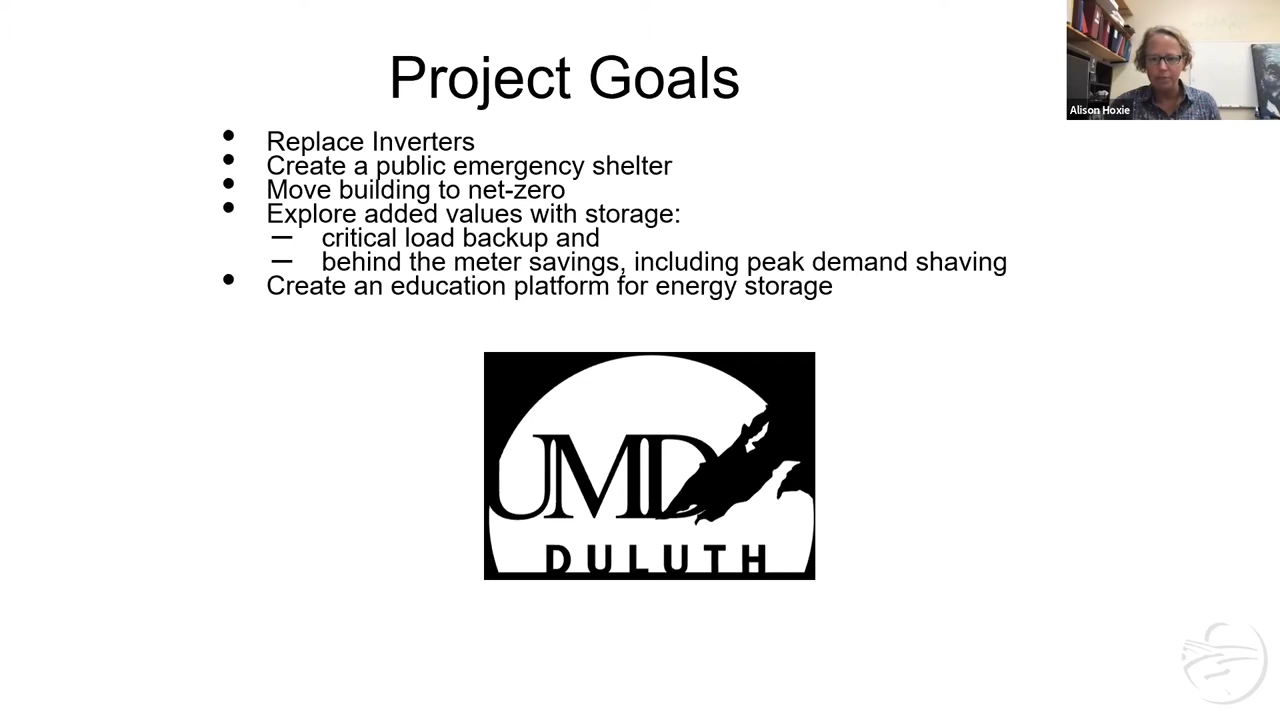 Project Goals
Alison Hoxie
• Replace Inverters
• Create a public emergency shelter
• Move building to net-zero
• Explore added values with storage:
– critical load backup and
– behind the meter savings, including peak demand shaving
• Create an education platform for energy storage
UMD
DULUTH